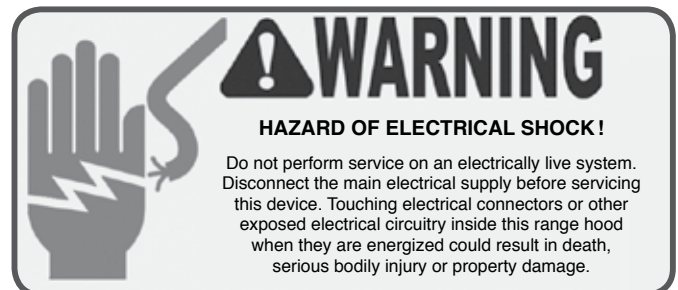 WARNING
HAZARD OF ELECTRICAL SHOCK!
Do not perform service on an electrically live system.
Disconnect the main electrical supply before servicing
this device. Touching electrical connectors or other
exposed electrical circuitry inside this range hood
when they are energized could result in death,
serious bodily injury or property damage.